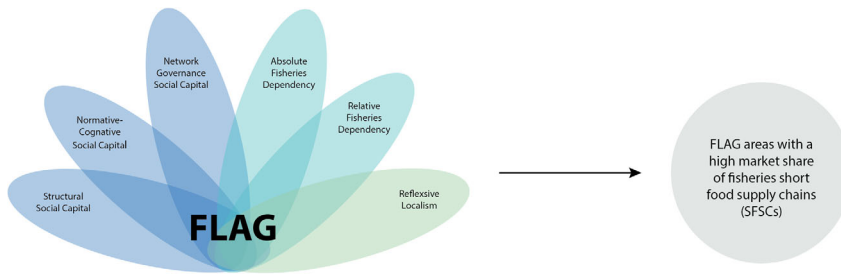 Network
Governance
Social Capital
Absolute
Fisheries
Dependency
Normative-
Cognative
Social Capital
Relative
Fisheries
Dependency
Structural
Social Capital
Reflexsive
Localism
FLAG
FLAG areas with a
high market share
of fisheries short
food supply chains
(SFSCs)